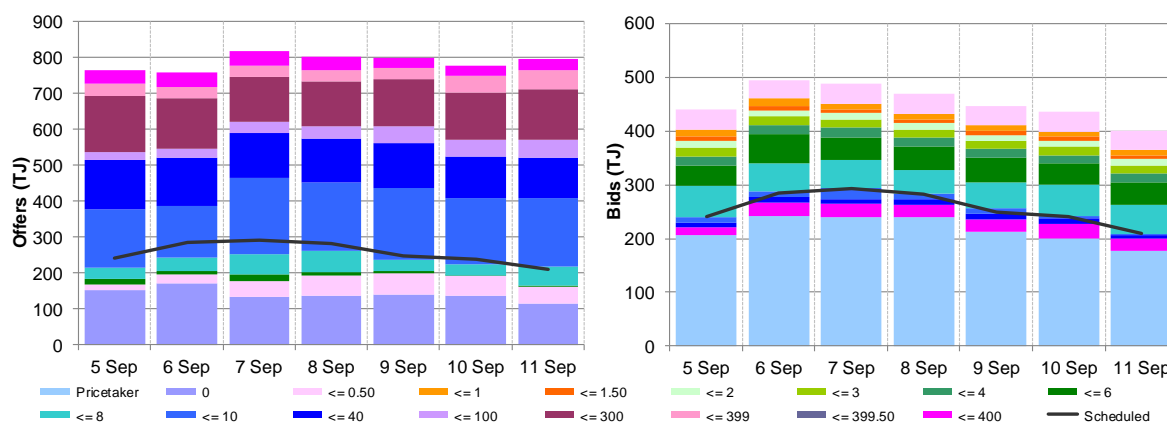 900
800
700
600
500
400
300
200
100
0
Offers (TJ)
5 Sep 6 Sep 7 Sep 8 Sep 9 Sep 10 Sep 11 Sep
600
500
400
300
200
100
0
Bids (TJ)
5 Sep 6 Sep 7 Sep 8 Sep 9 Sep 10 Sep 11 Sep
Pricetaker 0 <= 0.50 <= 1 <= 1.50 <= 2 <= 3 <= 4 <= 6
<= 8 <= 10 <= 40 <= 100 <= 300 <= 399 <= 399.50 <= 400 Scheduled